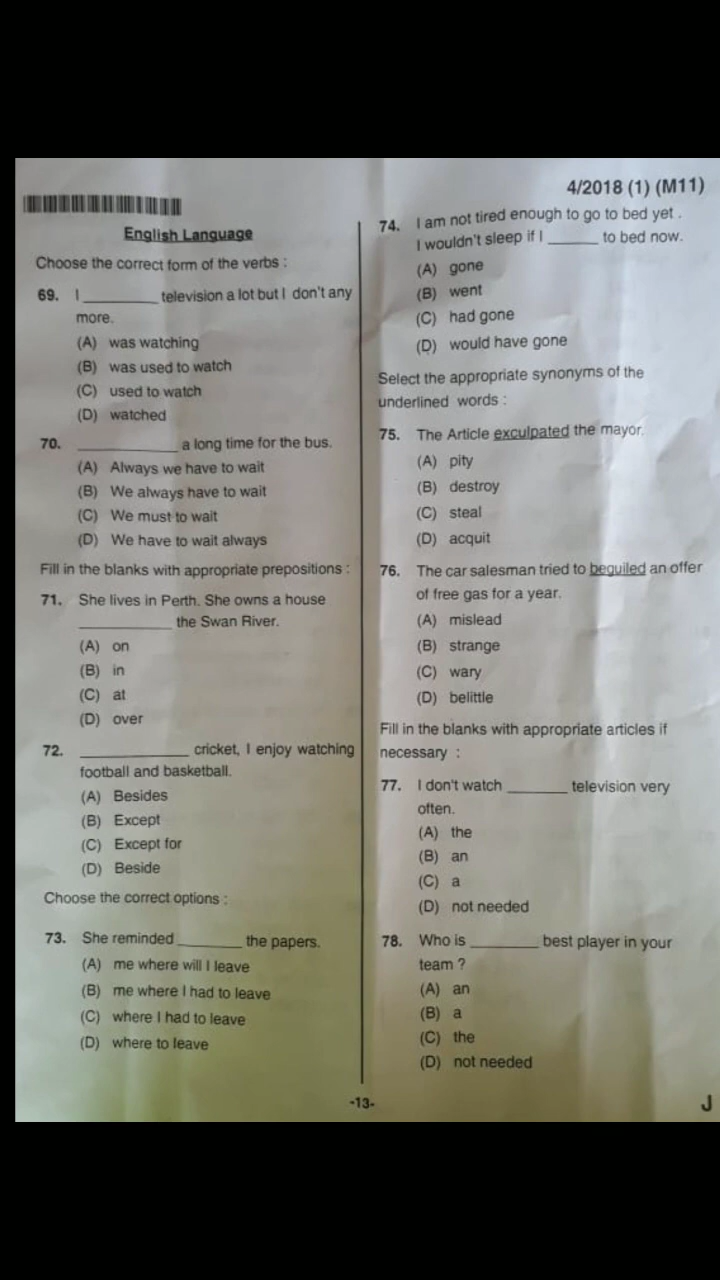 4/2018 (1) (M11)
English Language
Choose the correct form of the verbs :
69. I ________ television a lot but I don't any
more.
(A) was watching
(B) was used to watch
(C) used to watch
(D) watched
70. ________ a long time for the bus.
(A) Always we have to wait
(B) We always have to wait
(C) We must to wait
(D) We have to wait always
Fill in the blanks with appropriate prepositions :
71. She lives in Perth. She owns a house
________ the Swan River.
(A) on
(B) in
(C) at
(D) over
72. ________ cricket, I enjoy watching
football and basketball.
(A) Besides
(B) Except
(C) Except for
(D) Beside
Choose the correct options :
73. She reminded ________ the papers.
(A) me where will I leave
(B) me where I had to leave
(C) where I had to leave
(D) where to leave
74. I am not tired enough to go to bed yet .
I wouldn't sleep if I ________ to bed now.
(A) gone
(B) went
(C) had gone
(D) would have gone
Select the appropriate synonyms of the
underlined words :
75. The Article exculpated the mayor.
(A) pity
(B) destroy
(C) steal
(D) acquit
76. The car salesman tried to beguiled an offer
of free gas for a year.
(A) mislead
(B) strange
(C) wary
(D) belittle
Fill in the blanks with appropriate articles if
necessary :
77. I don't watch ________ television very
often.
(A) the
(B) an
(C) a
(D) not needed
78. Who is ________ best player in your
team ?
(A) an
(B) a
(C) the
(D) not needed
-13-
J